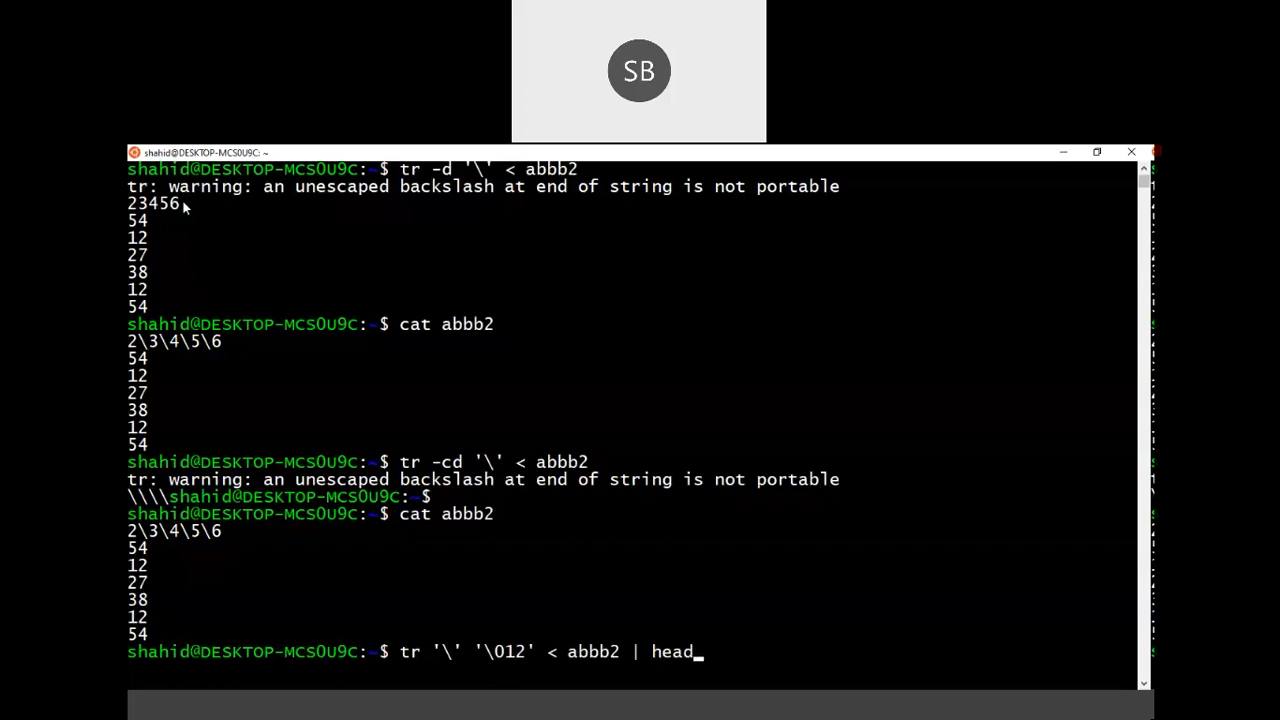 SB
shahid@DESKTOP-MCS0U9C: ~
shahid@DESKTOP-MCS0U9C:~$ tr -d '\' < abbb2
tr: warning: an unescaped backslash at end of string is not portable
23456
54
12
27
38
12
54
shahid@DESKTOP-MCS0U9C:~$ cat abbb2
2\3\4\5\6
54
12
27
38
12
54
shahid@DESKTOP-MCS0U9C:~$ tr -cd '\' < abbb2
tr: warning: an unescaped backslash at end of string is not portable
\\\\shahid@DESKTOP-MCS0U9C:~$
shahid@DESKTOP-MCS0U9C:~$ cat abbb2
2\3\4\5\6
54
12
27
38
12
54
shahid@DESKTOP-MCS0U9C:~$ tr '\' '\012' < abbb2 | head_